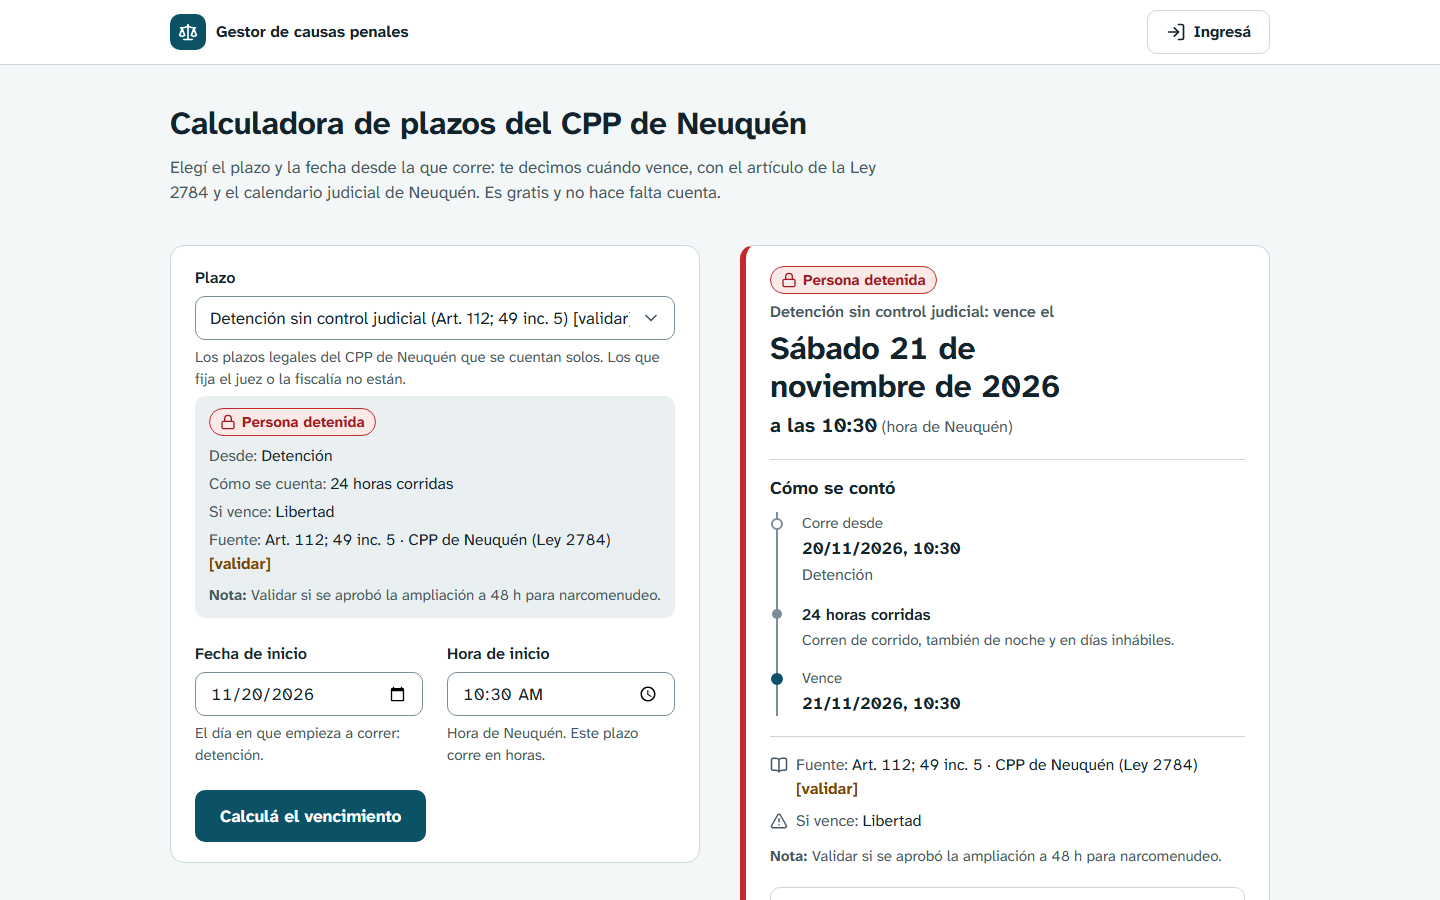 Gestor de causas penales
Ingresá
Calculadora de plazos del CPP de Neuquén
Elegí el plazo y la fecha desde la que corre: te decimos cuándo vence, con el artículo de la Ley
2784 y el calendario judicial de Neuquén. Es gratis y no hace falta cuenta.
Plazo
Detención sin control judicial (Art. 112; 49 inc. 5) [validar
Los plazos legales del CPP de Neuquén que se cuentan solos. Los que
fija el juez o la fiscalía no están.
Persona detenida
Desde: Detención
Cómo se cuenta: 24 horas corridas
Si vence: Libertad
Fuente: Art. 112; 49 inc. 5 · CPP de Neuquén (Ley 2784)
[validar]
Nota: Validar si se aprobó la ampliación a 48 h para narcomenudeo.
Fecha de inicio
Hora de inicio
11/20/2026
10:30 AM
El día en que empieza a correr:
detención.
Hora de Neuquén. Este plazo
corre en horas.
Calculá el vencimiento
Persona detenida
Detención sin control judicial: vence el
Sábado 21 de
noviembre de 2026
a las 10:30 (hora de Neuquén)
Cómo se contó
Corre desde
20/11/2026, 10:30
Detención
24 horas corridas
Corren de corrido, también de noche y en días inhábiles.
Vence
21/11/2026, 10:30
Fuente: Art. 112; 49 inc. 5 · CPP de Neuquén (Ley 2784)
[validar]
Si vence: Libertad
Nota: Validar si se aprobó la ampliación a 48 h para narcomenudeo.